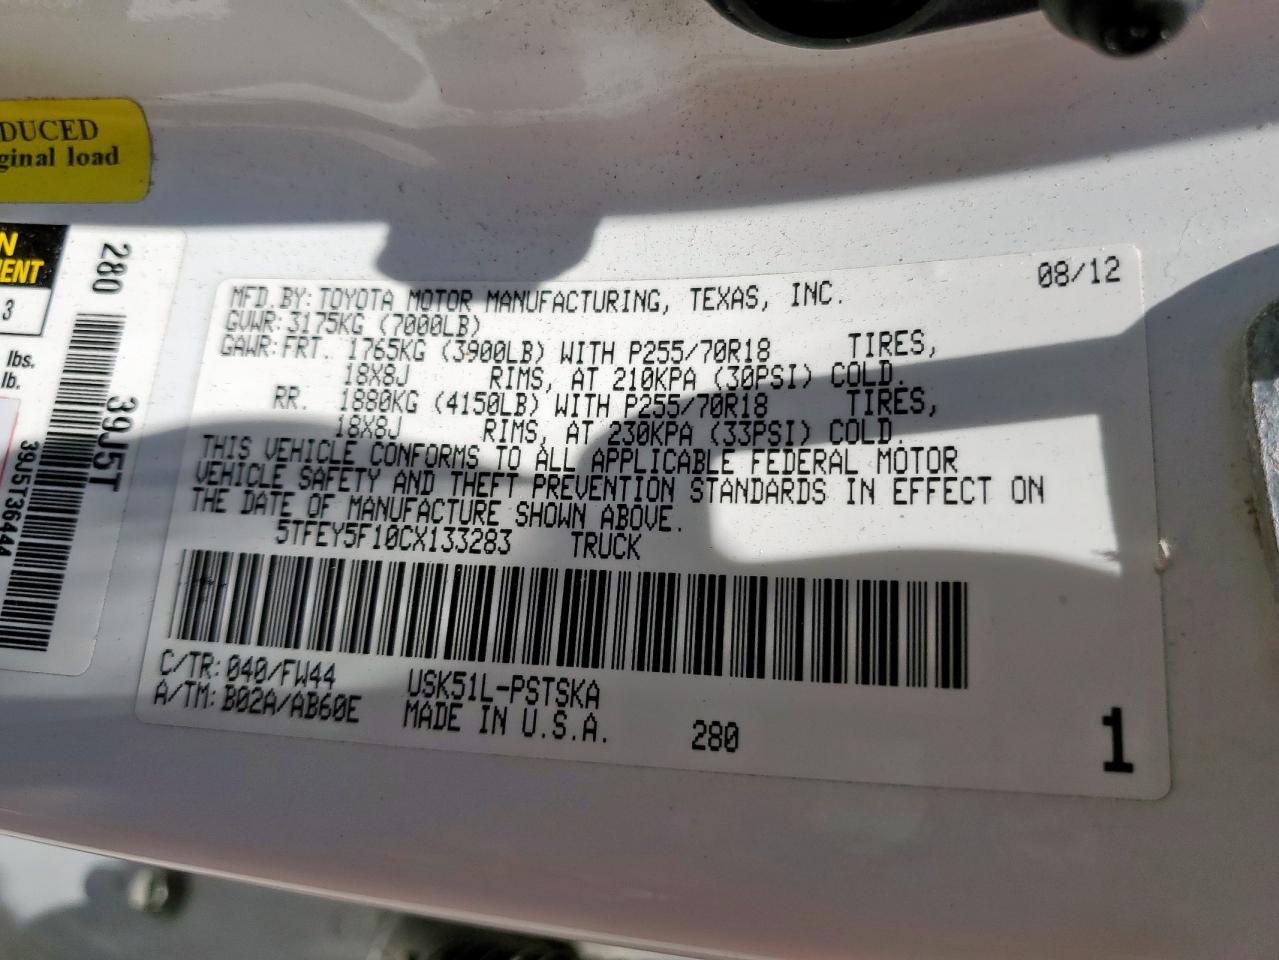 DUCED
ginal load
N
ENT
3
lbs.
lb.
280
39J5T
39J5T36444
08/12
MFD.BY:TOYOTA MOTOR MANUFACTURING, TEXAS, INC.
GVWR:3175KG (7000LB)
GAWR:FRT. 1765KG (3900LB) WITH P255/70R18 TIRES,
18X8J RIMS, AT 210KPA (30PSI) COLD.
RR. 1880KG (4150LB) WITH P255/70R18 TIRES,
18X8J RIMS, AT 230KPA (33PSI) COLD.
THIS VEHICLE CONFORMS TO ALL APPLICABLE FEDERAL MOTOR
VEHICLE SAFETY AND THEFT PREVENTION STANDARDS IN EFFECT ON
THE DATE OF MANUFACTURE SHOWN ABOVE.
5TFEY5F10CX133283 TRUCK
C/TR:040/FW44 USK51L-PSTSKA
A/TM:B02A/AB60E MADE IN U.S.A. 280
1